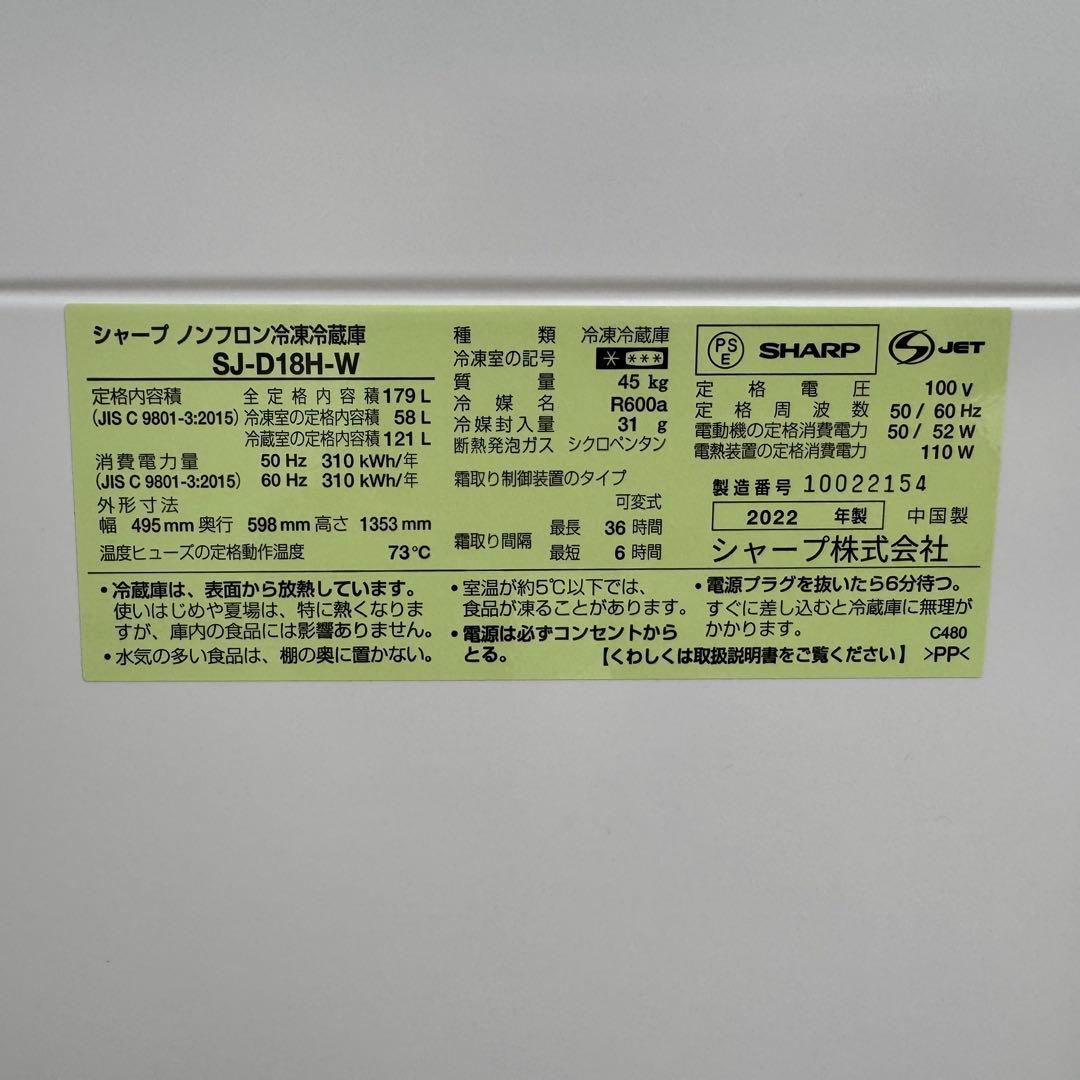 シャープ ノンフロン冷凍冷蔵庫
SJ-D18H-W
定格内容積 全定格内容積 179 L
(JIS C 9801-3:2015) 冷凍室の定格内容積 58 L
冷蔵室の定格内容積 121 L
消費電力量 50 Hz 310 kWh/年
(JIS C 9801-3:2015) 60 Hz 310 kWh/年
外形寸法
幅 495 mm 奥行 598 mm 高さ 1353 mm
温度ヒューズの定格動作温度 73℃
種類 冷凍冷蔵庫
冷凍室の記号 * ***
質量 45 kg
冷媒名 R600a
冷媒封入量 31 g
断熱発泡ガス シクロペンタン
霜取り制御装置のタイプ
可変式
霜取り間隔 最長 36 時間
最短 6 時間
PS E SHARP S JET
定格電圧 100 V
定格周波数 50 / 60 Hz
電動機の定格消費電力 50 / 52 W
電熱装置の定格消費電力 110 W
製造番号 10022154
2022 年製 中国製
シャープ株式会社
・冷蔵庫は、表面から放熱しています。
使いはじめや夏場は、特に熱くなりま
すが、庫内の食品には影響ありません。
・水気の多い食品は、棚の奥に置かない。
・室温が約5℃以下では、
食品が凍ることがあります。
・電源は必ずコンセントから
とる。
・電源プラグを抜いたら6分待つ。
すぐに差し込むと冷蔵庫に無理が
かかります。 C480
【くわしくは取扱説明書をご覧ください】 >PP<